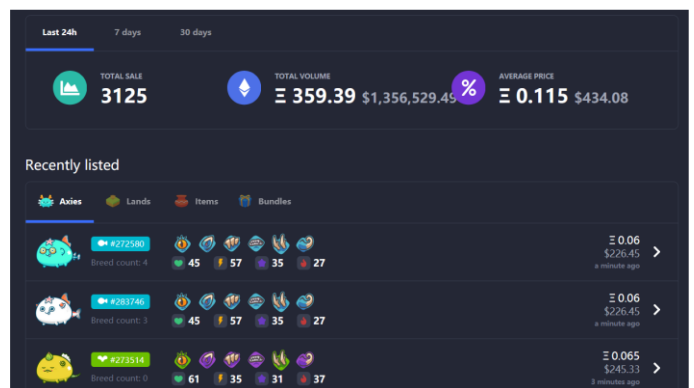 Last 24h 7 days 30 days
TOTAL SALE
3125
TOTAL VOLUME
Ξ 359.39 $1,356,529.49
%
AVERAGE PRICE
Ξ 0.115 $434.08
Recently listed
Axies Lands Items Bundles
#272580
Breed count: 4
45 57 35 27
Ξ 0.06
$226.45
a minute ago
#283746
Breed count: 3
45 57 35 27
Ξ 0.06
$226.45
a minute ago
#273514
Breed count: 0
61 35 31 37
Ξ 0.065
$245.33
3 minutes ago